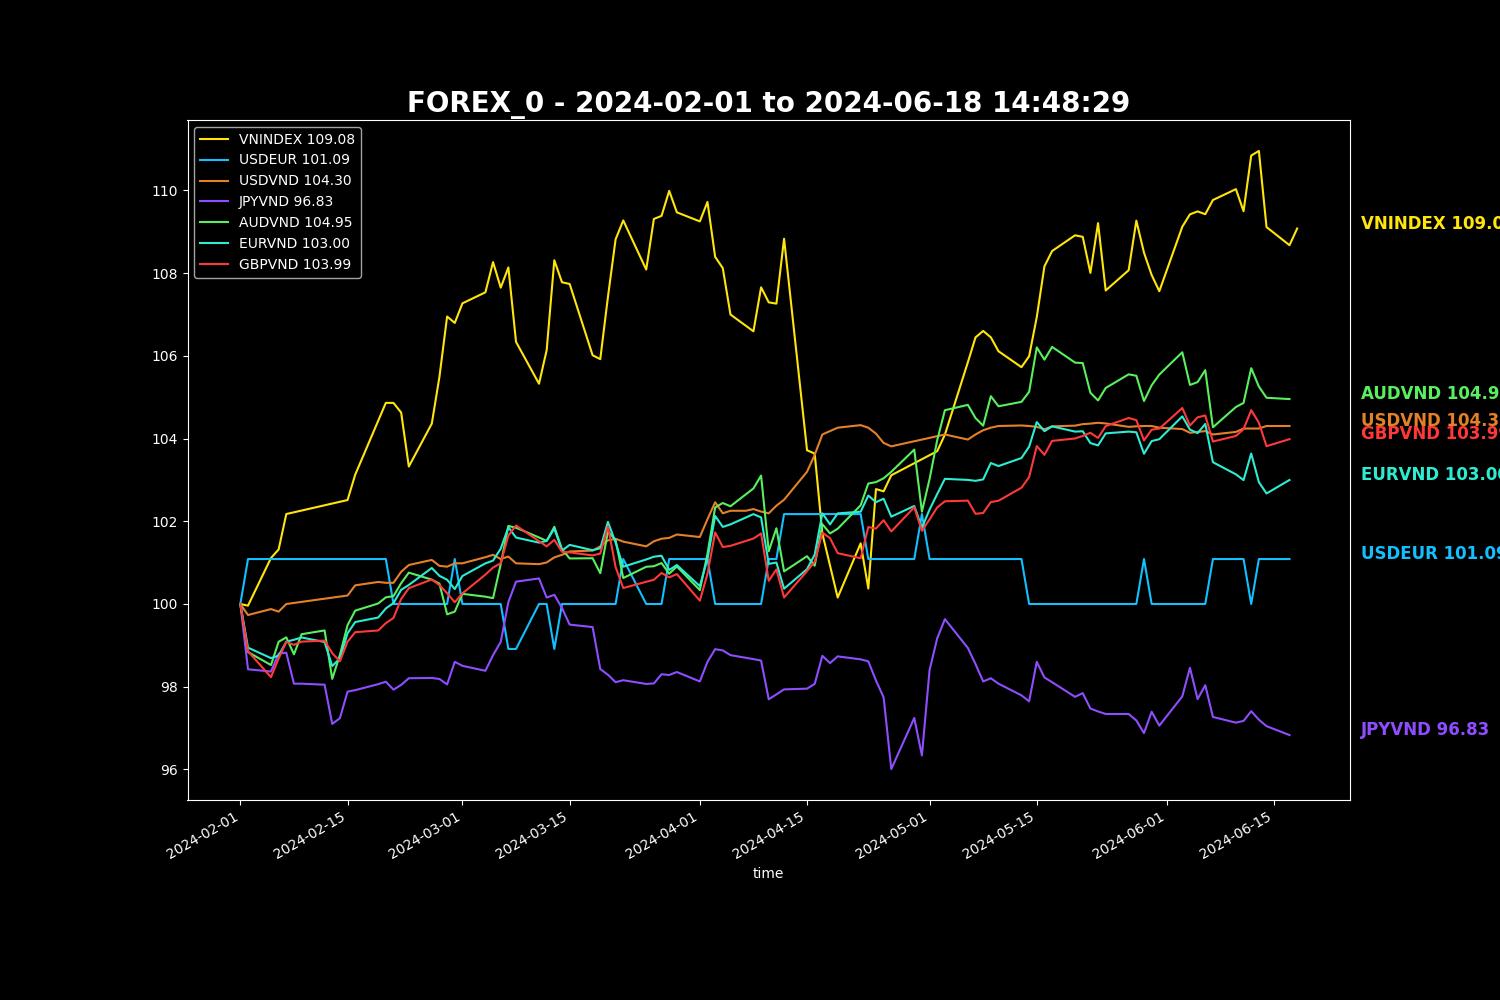 FOREX_0 - 2024-02-01 to 2024-06-18 14:48:29
VNINDEX 109.08
USDEUR 101.09
USDVND 104.30
JPYVND 96.83
AUDVND 104.95
EURVND 103.00
GBPVND 103.99
110
108
106
104
102
100
98
96
VNINDEX 109.0
AUDVND 104.9
USDVND 104.3
GBPVND 103.9
EURVND 103.00
USDEUR 101.09
JPYVND 96.83
2024-02-01
2024-02-15
2024-03-01
2024-03-15
2024-04-01
2024-04-15
2024-05-01
2024-05-15
2024-06-01
2024-06-15
time